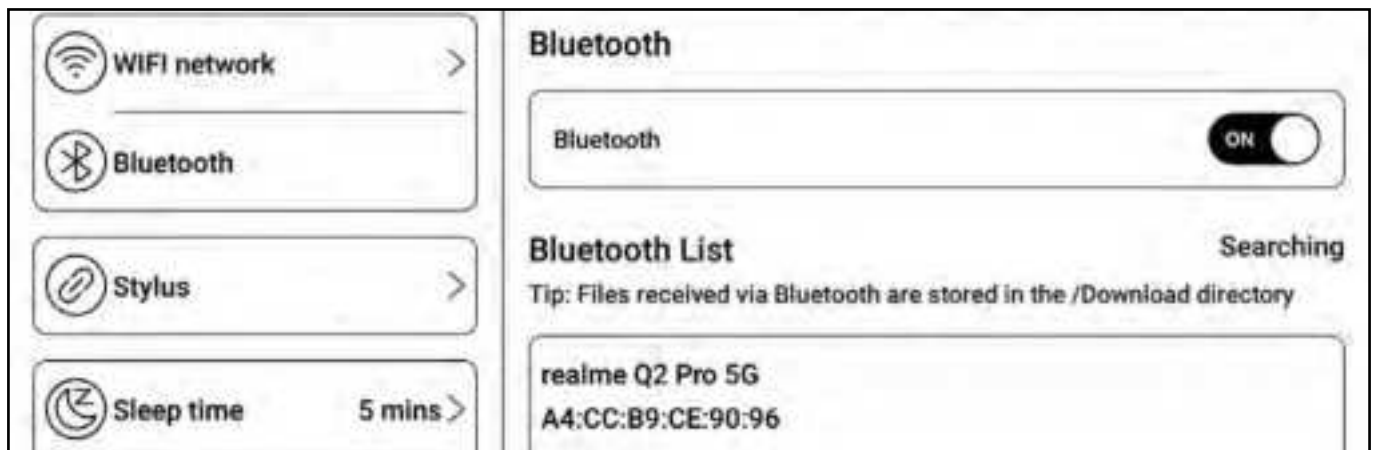 WIFI network
Bluetooth
Stylus
Sleep time 5 mins
Bluetooth
Bluetooth ON
Bluetooth List Searching
Tip: Files received via Bluetooth are stored in the /Download directory
realme Q2 Pro 5G
A4:CC:B9:CE:90:96